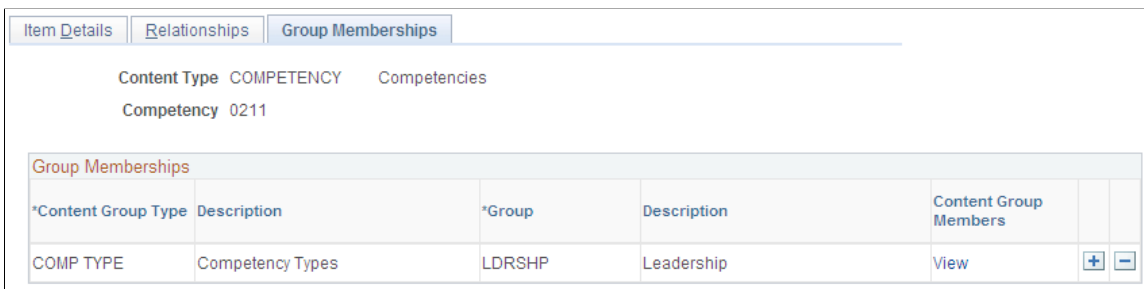 Item Details Relationships Group Memberships
Content Type COMPETENCY Competencies
Competency 0211
Group Memberships
*Content Group Type Description *Group Description Content Group Members
COMP TYPE Competency Types LDRSHP Leadership View + −